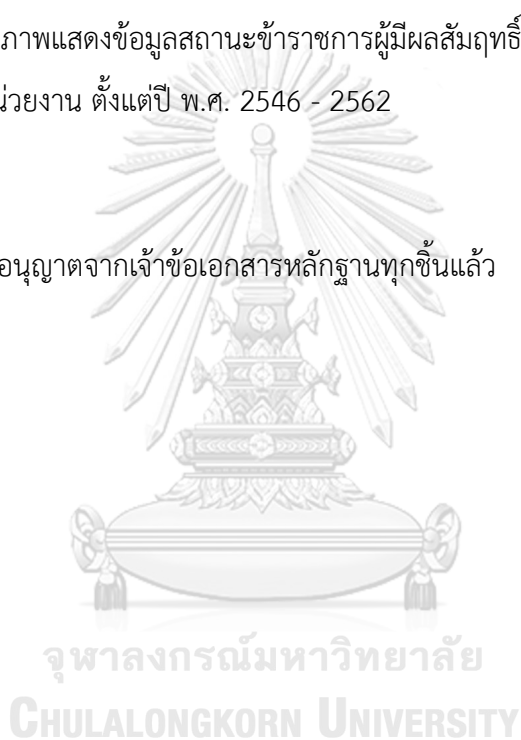 ภาพแสดงข้อมูลสถานะข้าราชการผู้มีผลสัมฤทธิ์
น่วยงาน ตั้งแต่ปี พ.ศ. 2546 - 2562
อนุญาตจากเจ้าข้อเอกสารหลักฐานทุกชิ้นแล้ว
จุฬาลงกรณ์มหาวิทยาลัย
CHULALONGKORN UNIVERSITY